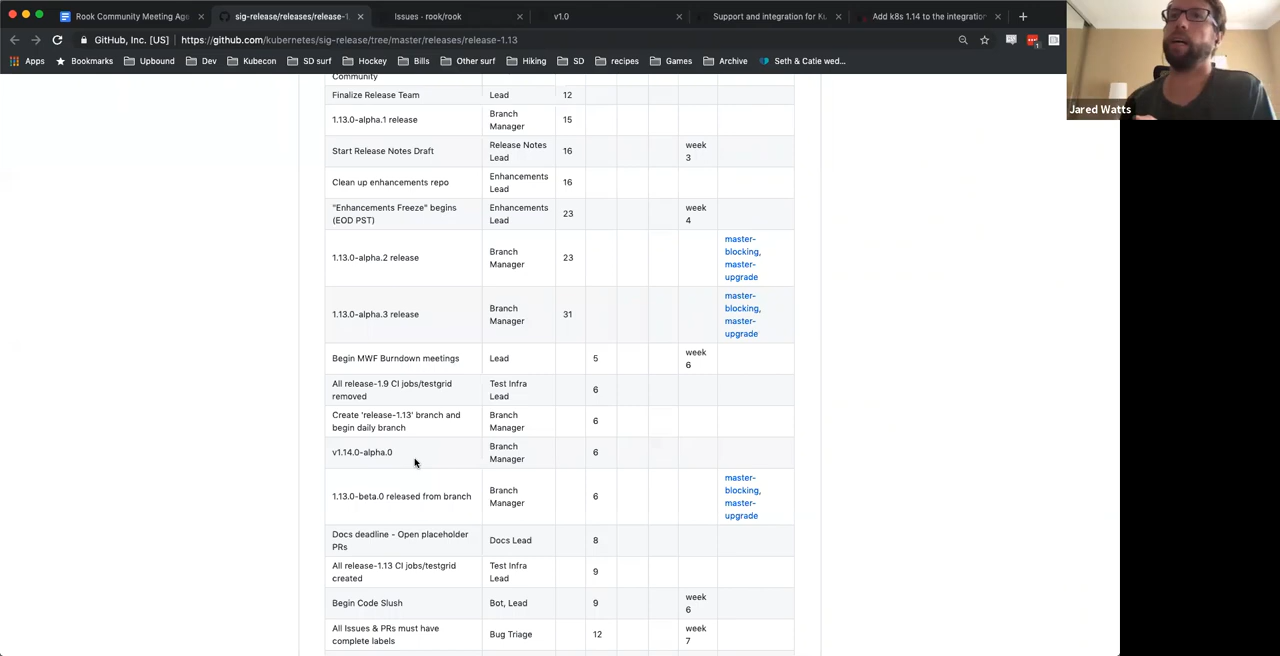 Rook Community Meeting Age
sig-release/releases/release-1
Issues · rook/rook
v1.0
Support and integration for Ku
Add k8s 1.14 to the integration
GitHub, Inc. [US] | https://github.com/kubernetes/sig-release/tree/master/releases/release-1.13
Apps
Bookmarks
Upbound
Dev
Kubecon
SD surf
Hockey
Bills
Other surf
Hiking
SD
recipes
Games
Archive
Seth & Catie wed...
Jared Watts
Community
Finalize Release Team
Lead
12
1.13.0-alpha.1 release
Branch
Manager
15
Start Release Notes Draft
Release Notes
Lead
16
week
3
Clean up enhancements repo
Enhancements
Lead
16
"Enhancements Freeze" begins
(EOD PST)
Enhancements
Lead
23
week
4
1.13.0-alpha.2 release
Branch
Manager
23
master-
blocking,
master-
upgrade
1.13.0-alpha.3 release
Branch
Manager
31
master-
blocking,
master-
upgrade
Begin MWF Burndown meetings
Lead
5
week
6
All release-1.9 CI jobs/testgrid
removed
Test Infra
Lead
6
Create 'release-1.13' branch and
begin daily branch
Branch
Manager
6
v1.14.0-alpha.0
Branch
Manager
6
1.13.0-beta.0 released from branch
Branch
Manager
6
master-
blocking,
master-
upgrade
Docs deadline - Open placeholder
PRs
Docs Lead
8
All release-1.13 CI jobs/testgrid
created
Test Infra
Lead
9
Begin Code Slush
Bot, Lead
9
week
6
All Issues & PRs must have
complete labels
Bug Triage
12
week
7